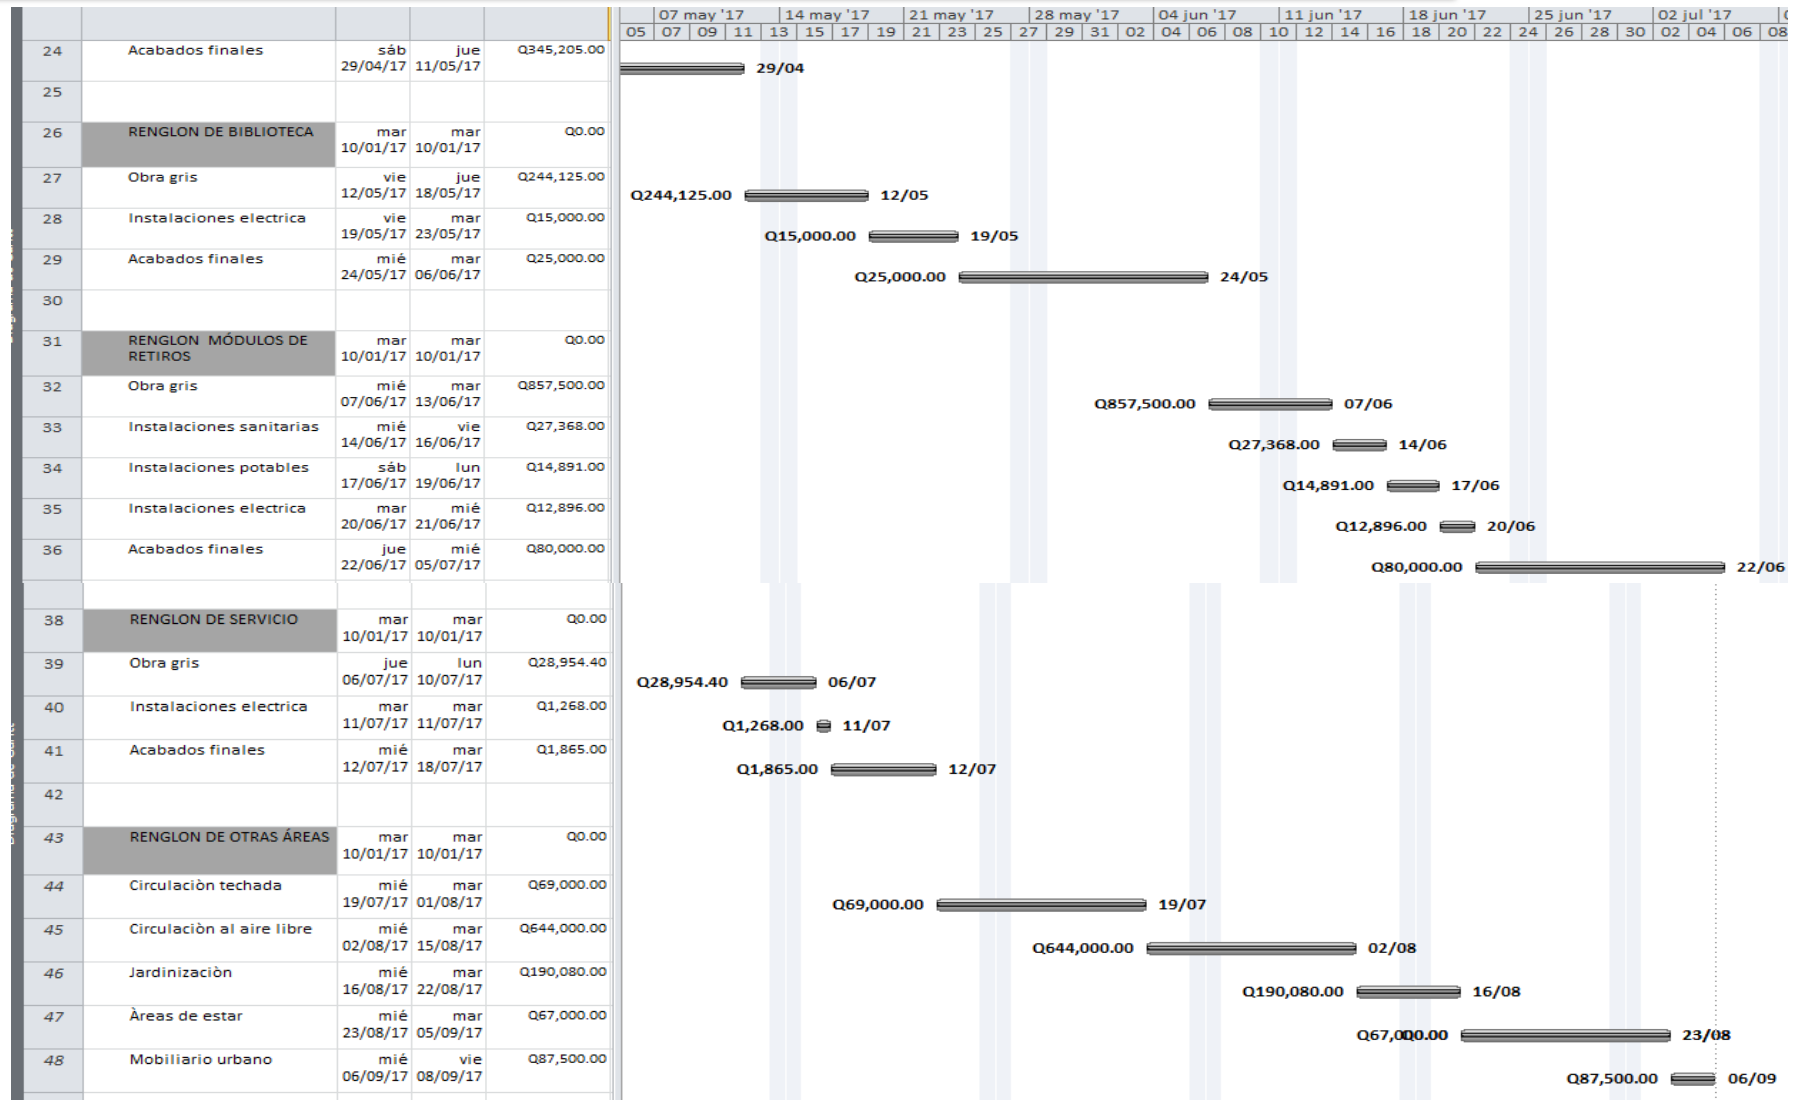 07 may '17 14 may '17 21 may '17 28 may '17 04 jun '17 11 jun '17 18 jun '17 25 jun '17 02 jul '17
05 07 09 11 13 15 17 19 21 23 25 27 29 31 02 04 06 08 10 12 14 16 18 20 22 24 26 28 30 02 04 06 08
24 Acabados finales sáb jue Q345,205.00
29/04/17 11/05/17 29/04
25
26 RENGLON DE BIBLIOTECA mar mar Q0.00
10/01/17 10/01/17
27 Obra gris vie jue Q244,125.00
12/05/17 18/05/17 Q244,125.00 12/05
28 Instalaciones electrica vie mar Q15,000.00
19/05/17 23/05/17 Q15,000.00 19/05
29 Acabados finales mié mar Q25,000.00
24/05/17 06/06/17 Q25,000.00 24/05
30
31 RENGLON MÓDULOS DE mar mar Q0.00
RETIROS 10/01/17 10/01/17
32 Obra gris mié mar Q857,500.00
07/06/17 13/06/17 Q857,500.00 07/06
33 Instalaciones sanitarias mié vie Q27,368.00
14/06/17 16/06/17 Q27,368.00 14/06
34 Instalaciones potables sáb lun Q14,891.00
17/06/17 19/06/17 Q14,891.00 17/06
35 Instalaciones electrica mar mié Q12,896.00
20/06/17 21/06/17 Q12,896.00 20/06
36 Acabados finales jue mié Q80,000.00
22/06/17 05/07/17 Q80,000.00 22/06
38 RENGLON DE SERVICIO mar mar Q0.00
10/01/17 10/01/17
39 Obra gris jue lun Q28,954.40
06/07/17 10/07/17 Q28,954.40 06/07
40 Instalaciones electrica mar mar Q1,268.00
11/07/17 11/07/17 Q1,268.00 11/07
41 Acabados finales mié mar Q1,865.00
12/07/17 18/07/17 Q1,865.00 12/07
42
43 RENGLON DE OTRAS ÁREAS mar mar Q0.00
10/01/17 10/01/17
44 Circulaciòn techada mié mar Q69,000.00
19/07/17 01/08/17 Q69,000.00 19/07
45 Circulaciòn al aire libre mié mar Q644,000.00
02/08/17 15/08/17 Q644,000.00 02/08
46 Jardinizaciòn mié mar Q190,080.00
16/08/17 22/08/17 Q190,080.00 16/08
47 Àreas de estar mié mar Q67,000.00
23/08/17 05/09/17 23/08
48 Mobiliario urbano mié vie Q87,500.00
06/09/17 08/09/17 Q87,500.00 06/09